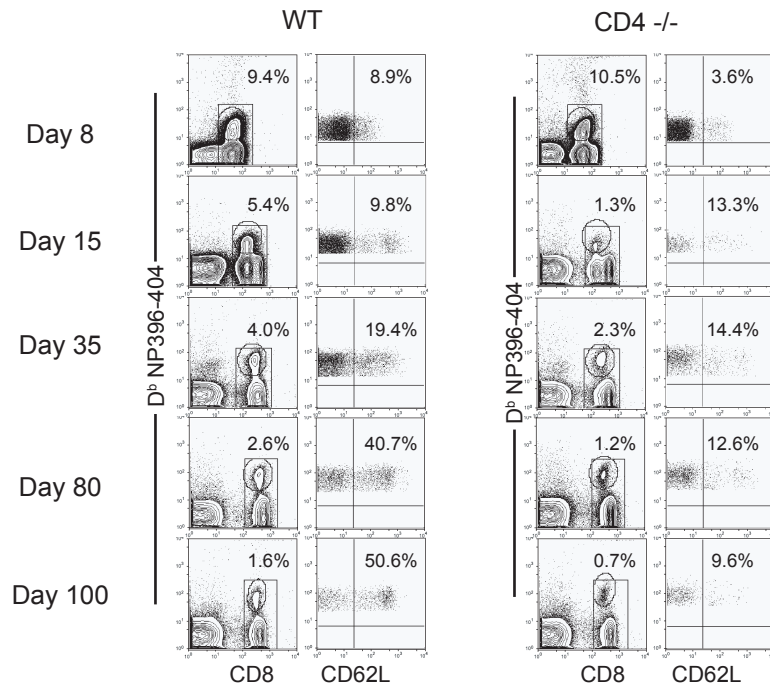 WT CD4 -/-
Day 8 9.4% 8.9% 10.5% 3.6%
Day 15 5.4% 9.8% 1.3% 13.3%
Day 35 4.0% 19.4% 2.3% 14.4%
Day 80 2.6% 40.7% 1.2% 12.6%
Day 100 1.6% 50.6% 0.7% 9.6%
Dᵇ NP396-404
Dᵇ NP396-404
CD8 CD62L CD8 CD62L